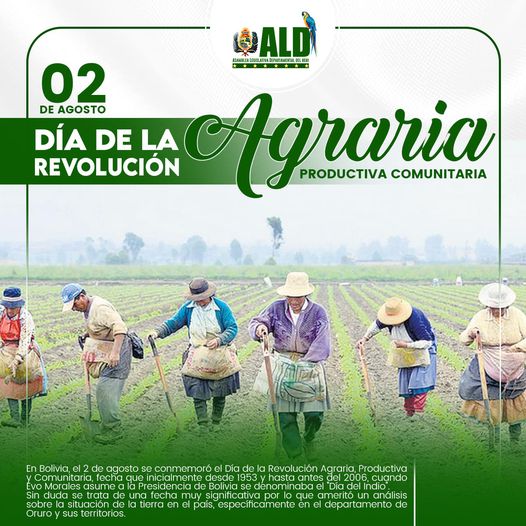 ALD
ASAMBLEA LEGISLATIVA DEPARTAMENTAL DEL BENI
02
DE AGOSTO
DÍA DE LA
REVOLUCIÓN
Agraria
PRODUCTIVA COMUNITARIA
En Bolivia, el 2 de agosto se conmemoró el Día de la Revolución Agraria, Productiva
y Comunitaria, fecha que inicialmente desde 1953 y hasta antes del 2006, cuando
Evo Morales asume a la Presidencia de Bolivia se denominaba el "Día del Indio".
Sin duda se trata de una fecha muy significativa por lo que ameritó un análisis
sobre la situación de la tierra en el país, específicamente en el departamento de
Oruro y sus territorios.